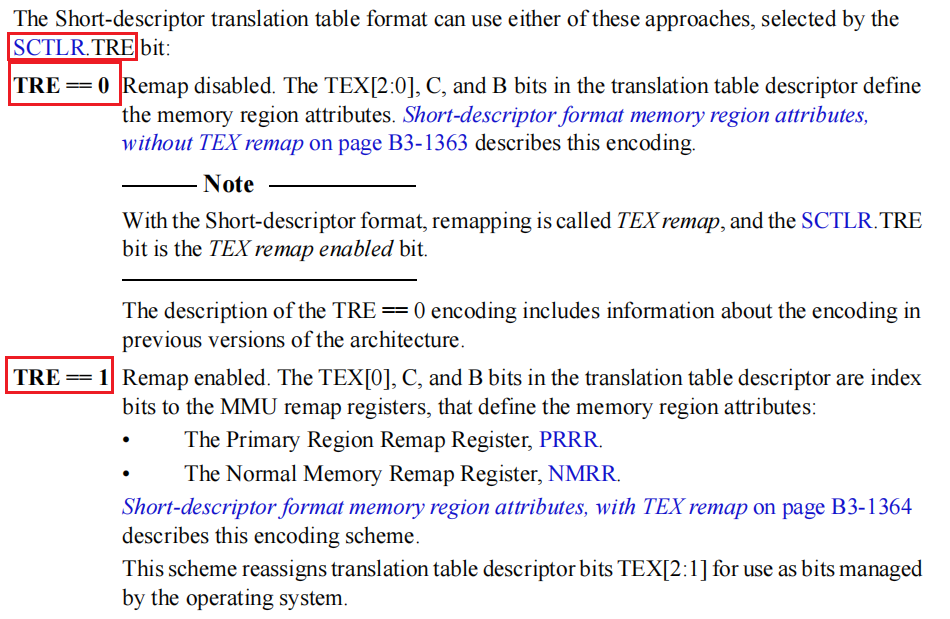 The Short-descriptor translation table format can use either of these approaches, selected by the
SCTLR.TRE bit:
TRE == 0 Remap disabled. The TEX[2:0], C, and B bits in the translation table descriptor define
the memory region attributes. Short-descriptor format memory region attributes,
without TEX remap on page B3-1363 describes this encoding.
Note
With the Short-descriptor format, remapping is called TEX remap, and the SCTLR.TRE
bit is the TEX remap enabled bit.
The description of the TRE == 0 encoding includes information about the encoding in
previous versions of the architecture.
TRE == 1 Remap enabled. The TEX[0], C, and B bits in the translation table descriptor are index
bits to the MMU remap registers, that define the memory region attributes:
• The Primary Region Remap Register, PRRR.
• The Normal Memory Remap Register, NMRR.
Short-descriptor format memory region attributes, with TEX remap on page B3-1364
describes this encoding scheme.
This scheme reassigns translation table descriptor bits TEX[2:1] for use as bits managed
by the operating system.